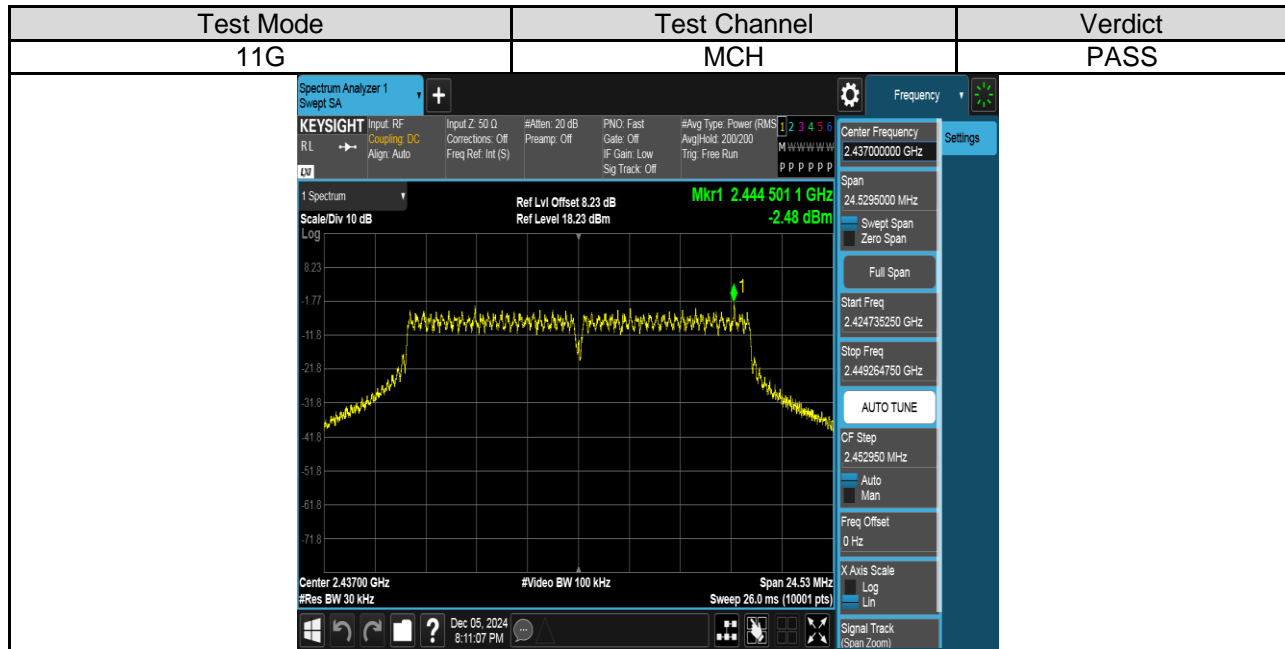 Test Mode Test Channel Verdict
11G MCH PASS
Spectrum Analyzer 1
Swept SA
+
Frequency
KEYSIGHT Input: RF Input Z: 50 Ω #Atten: 20 dB PNO: Fast #Avg Type: Power (RMS 1 2 3 4 5 6
RL Coupling: DC Corrections: Off Preamp: Off Gate: Off Avg|Hold: 200/200 M W W W W W
Align: Auto Freq Ref: Int (S) IF Gain: Low Trig: Free Run
LXI Sig Track: Off P P P P P P
Center Frequency
2.437000000 GHz
Settings
1 Spectrum
Ref Lvl Offset 8.23 dB
Mkr1 2.444 501 1 GHz
Scale/Div 10 dB
Ref Level 18.23 dBm
-2.48 dBm
Log
8.23
-1.77
-11.8
-21.8
-31.8
-41.8
-51.8
-61.8
-71.8
1
Center 2.43700 GHz #Video BW 100 kHz Span 24.53 MHz
#Res BW 30 kHz Sweep 26.0 ms (10001 pts)
Span
24.5295000 MHz
Swept Span
Zero Span
Full Span
Start Freq
2.424735250 GHz
Stop Freq
2.449264750 GHz
AUTO TUNE
CF Step
2.452950 MHz
Auto
Man
Freq Offset
0 Hz
X Axis Scale
Log
Lin
Signal Track
(Span Zoom)
? Dec 05, 2024
8:11:07 PM